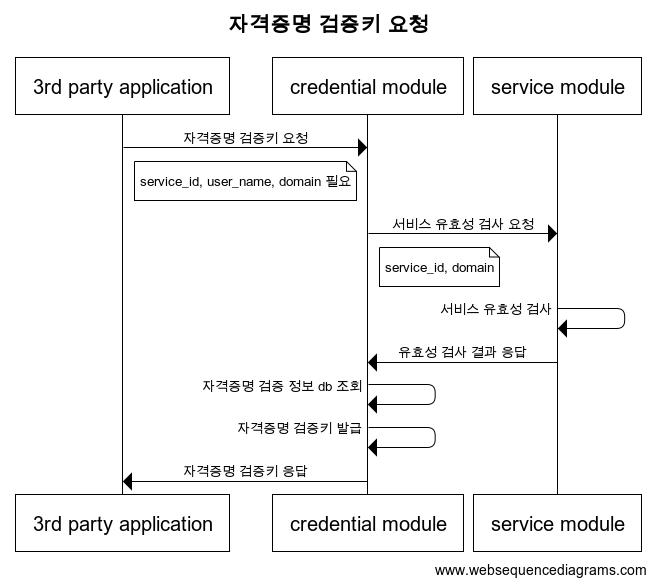 자격증명 검증키 요청
3rd party application
credential module
service module
자격증명 검증키 요청
service_id, user_name, domain 필요
서비스 유효성 검사 요청
service_id, domain
서비스 유효성 검사
유효성 검사 결과 응답
자격증명 검증 정보 db 조회
자격증명 검증키 발급
자격증명 검증키 응답
3rd party application
credential module
service module
www.websequencediagrams.com